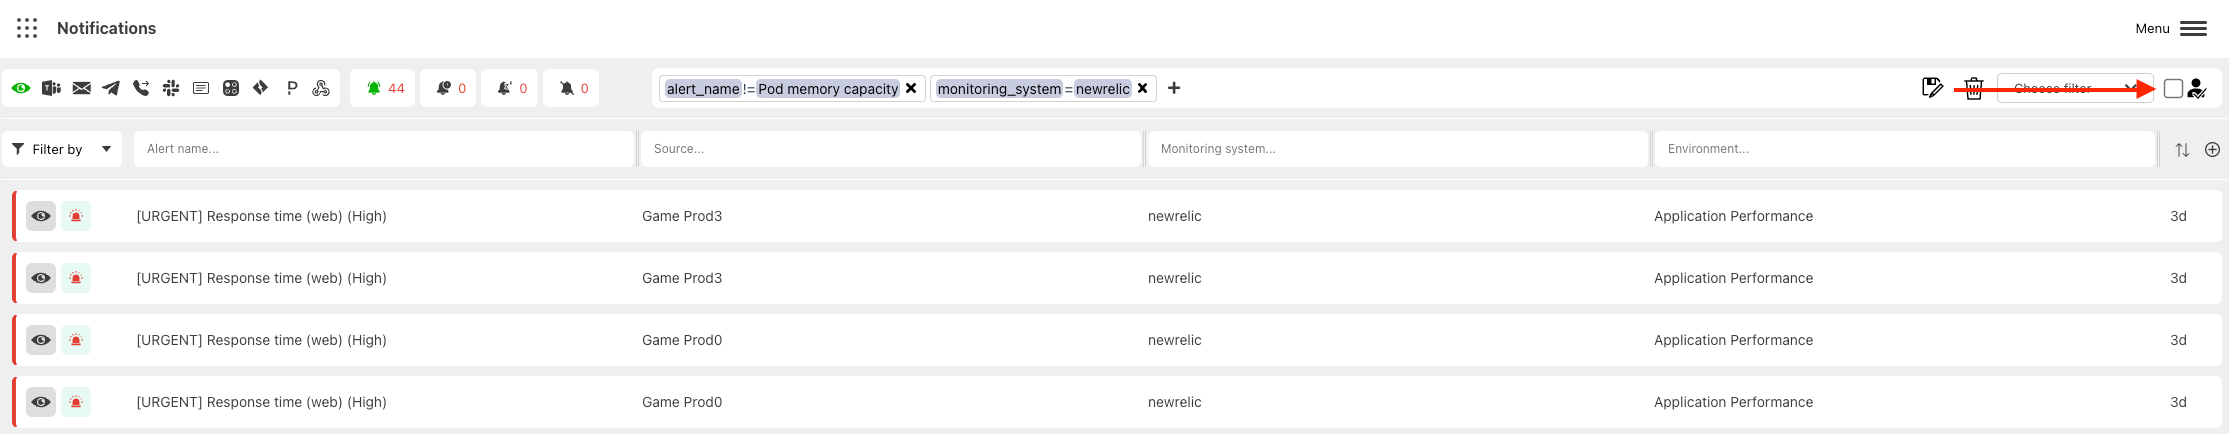 Notifications
Menu
44
0
0
0
alert_name != Pod memory capacity
monitoring_system = newrelic
Choose filter
Filter by
Alert name...
Source...
Monitoring system...
Environment...
[URGENT] Response time (web) (High) Game Prod3 newrelic Application Performance 3d
[URGENT] Response time (web) (High) Game Prod3 newrelic Application Performance 3d
[URGENT] Response time (web) (High) Game Prod0 newrelic Application Performance 3d
[URGENT] Response time (web) (High) Game Prod0 newrelic Application Performance 3d